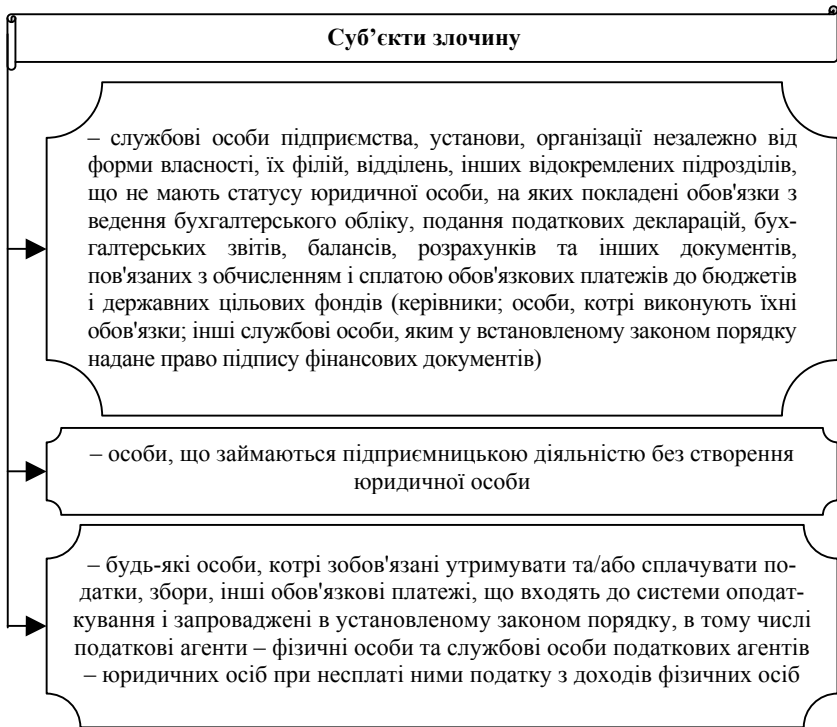 Суб’єкти злочину
– службові особи підприємства, установи, організації незалежно від
форми власності, їх філій, відділень, інших відокремлених підрозділів,
що не мають статусу юридичної особи, на яких покладені обов'язки з
ведення бухгалтерського обліку, подання податкових декларацій, бух-
галтерських звітів, балансів, розрахунків та інших документів,
пов'язаних з обчисленням і сплатою обов'язкових платежів до бюджетів
і державних цільових фондів (керівники; особи, котрі виконують їхні
обов'язки; інші службові особи, яким у встановленому законом порядку
надане право підпису фінансових документів)
– особи, що займаються підприємницькою діяльністю без створення
юридичної особи
– будь-які особи, котрі зобов'язані утримувати та/або сплачувати по-
датки, збори, інші обов'язкові платежі, що входять до системи оподат-
кування і запроваджені в установленому законом порядку, в тому числі
податкові агенти – фізичні особи та службові особи податкових агентів
– юридичних осіб при несплаті ними податку з доходів фізичних осіб